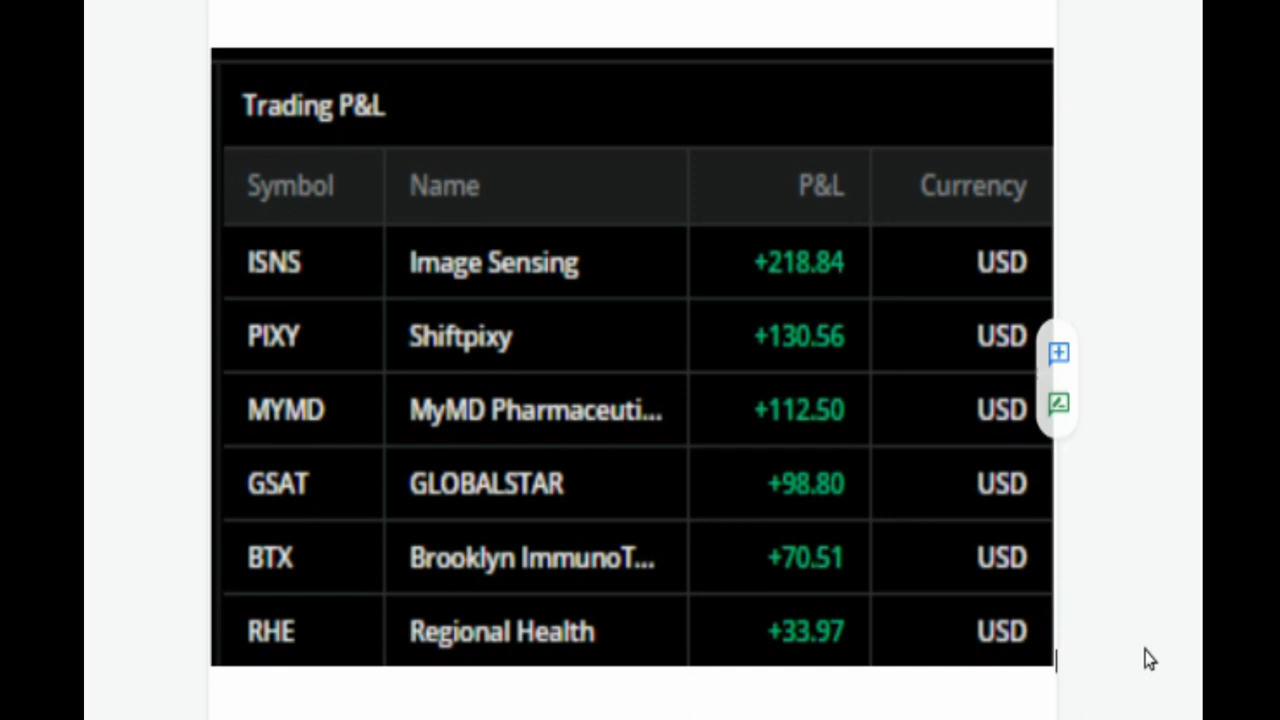 Trading P&L
Symbol Name P&L Currency
ISNS Image Sensing +218.84 USD
PIXY Shiftpixy +130.56 USD
MYMD MyMD Pharmaceuti... +112.50 USD
GSAT GLOBALSTAR +98.80 USD
BTX Brooklyn ImmunoT... +70.51 USD
RHE Regional Health +33.97 USD